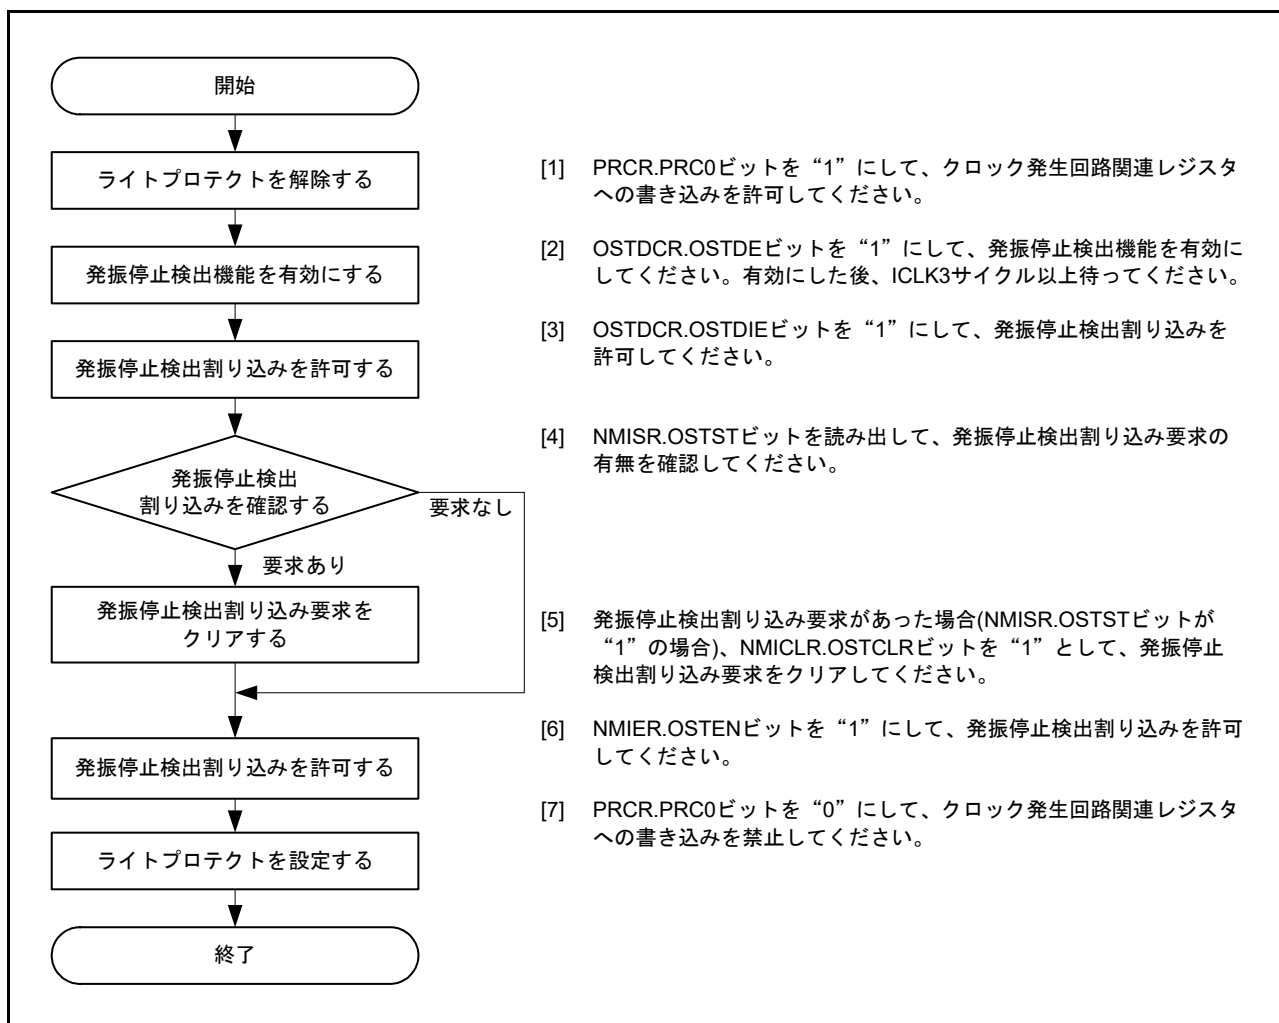 開始
ライトプロテクトを解除する
発振停止検出機能を有効にする
発振停止検出割り込みを許可する
発振停止検出
割り込みを確認する
要求なし
要求あり
発振停止検出割り込み要求を
クリアする
発振停止検出割り込みを許可する
ライトプロテクトを設定する
終了
[1] PRCR.PRC0ビットを“1”にして、クロック発生回路関連レジスタ
への書き込みを許可してください。
[2] OSTDCR.OSTDEビットを“1”にして、発振停止検出機能を有効に
してください。有効にした後、ICLK3サイクル以上待ってください。
[3] OSTDCR.OSTDIEビットを“1”にして、発振停止検出割り込みを
許可してください。
[4] NMISR.OSTSTビットを読み出して、発振停止検出割り込み要求の
有無を確認してください。
[5] 発振停止検出割り込み要求があった場合(NMISR.OSTSTビットが
“1”の場合)、NMICLR.OSTCLRビットを“1”として、発振停止
検出割り込み要求をクリアしてください。
[6] NMIER.OSTENビットを“1”にして、発振停止検出割り込みを許可
してください。
[7] PRCR.PRC0ビットを“0”にして、クロック発生回路関連レジスタ
への書き込みを禁止してください。